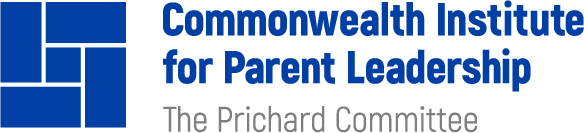 Commonwealth Institute
for Parent Leadership
The Prichard Committee